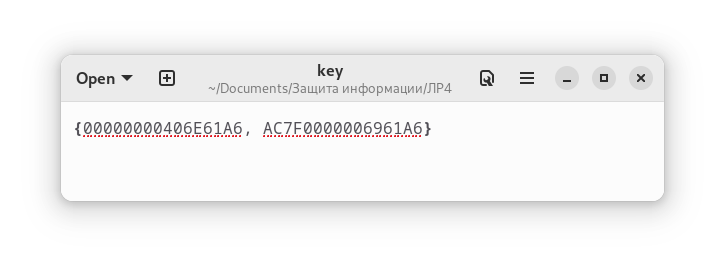 Open
key
~/Documents/Защита информации/ЛР4
{00000000406E61A6, AC7F0000006961A6}